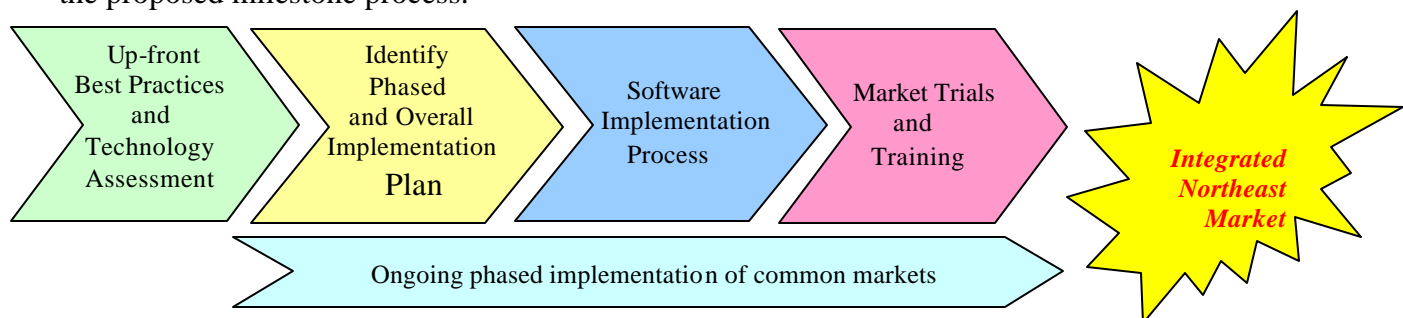 the proposed milestone process.
Up-front
Best Practices
and
Technology
Assessment
Identify
Phased
and Overall
Implementation
Plan
Software
Implementation
Process
Market Trials
and
Training
Integrated
Northeast
Market
Ongoing phased implementation of common markets